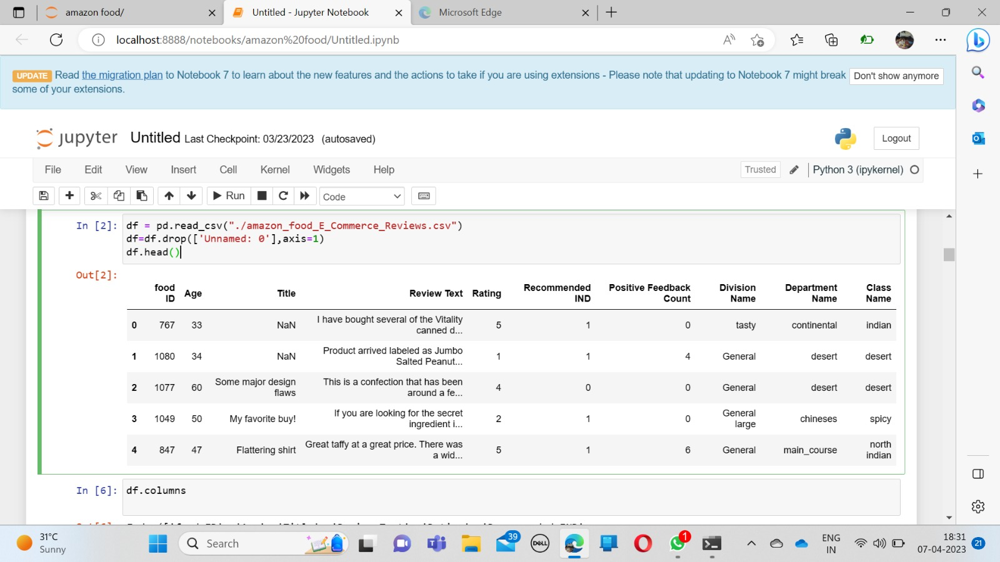 amazon food/
Untitled - Jupyter Notebook
Microsoft Edge
localhost:8888/notebooks/amazon%20food/Untitled.ipynb
UPDATE Read the migration plan to Notebook 7 to learn about the new features and the actions to take if you are using extensions - Please note that updating to Notebook 7 might break
some of your extensions.
Don't show anymore
jupyter Untitled Last Checkpoint: 03/23/2023 (autosaved)
Logout
File Edit View Insert Cell Kernel Widgets Help
Trusted
Python 3 (ipykernel)
Run
Code
In [2]: df = pd.read_csv("./amazon_food_E_Commerce_Reviews.csv")
df=df.drop(['Unnamed: 0'],axis=1)
df.head()
Out[2]:
food ID Age Title Review Text Rating Recommended IND Positive Feedback Count Division Name Department Name Class Name
0 767 33 NaN I have bought several of the Vitality canned d... 5 1 0 tasty continental indian
1 1080 34 NaN Product arrived labeled as Jumbo Salted Peanut... 1 1 4 General desert desert
2 1077 60 Some major design flaws This is a confection that has been around a fe... 4 0 0 General desert desert
3 1049 50 My favorite buy! If you are looking for the secret ingredient i... 2 1 0 General large chineses spicy
4 847 47 Flattering shirt Great taffy at a great price. There was a wid... 5 1 6 General main_course north indian
In [6]: df.columns
31°C
Sunny
Search
39
DELL
1
ENG
IN
18:31
07-04-2023
21